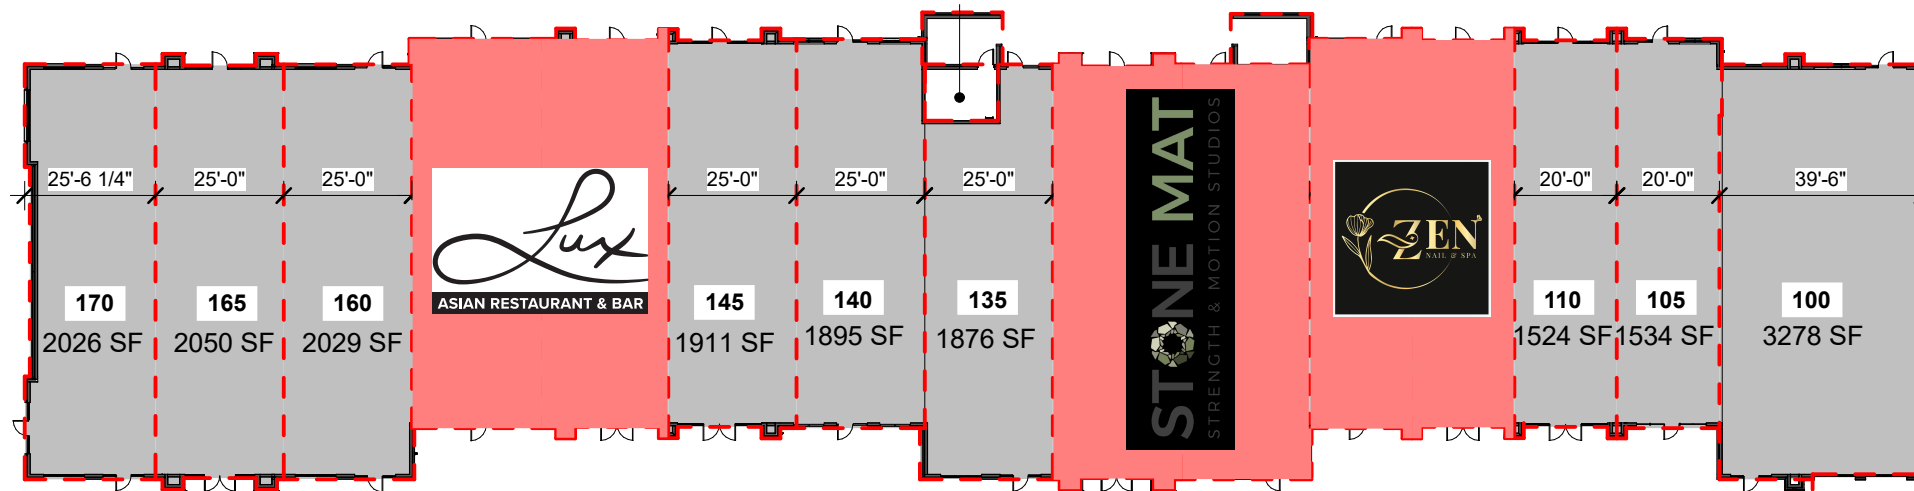 25'-6 1/4"
25'-0"
25'-0"
25'-0"
25'-0"
25'-0"
20'-0"
20'-0"
39'-6"
170
2026 SF
165
2050 SF
160
2029 SF
Lux
ASIAN RESTAURANT & BAR
145
1911 SF
140
1895 SF
135
1876 SF
STONE MAT
STRENGTH & MOTION STUDIOS
ZEN
NAIL & SPA
110
1524 SF
105
1534 SF
100
3278 SF